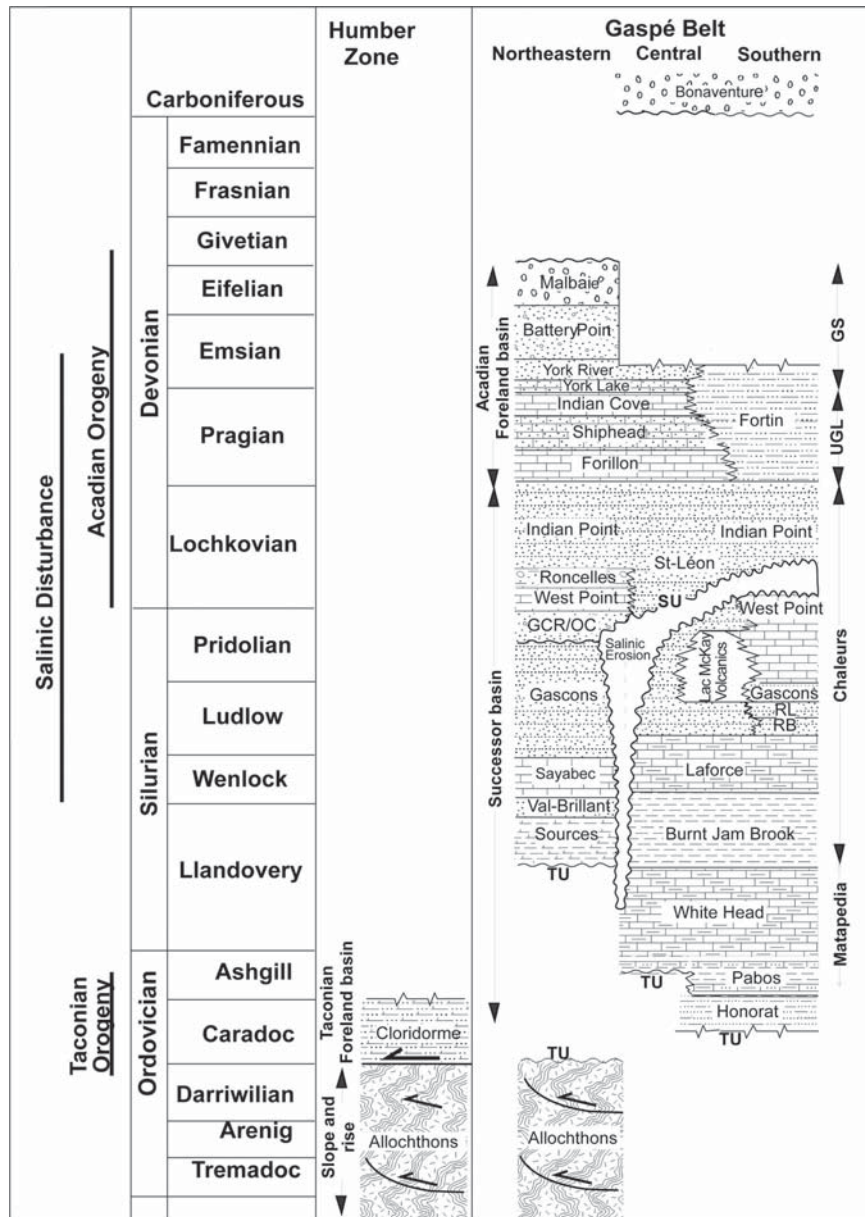 Humber
Zone
Gaspé Belt
Northeastern Central Southern
Carboniferous
Bonaventure
Famennian
Frasnian
Givetian
Eifelian
Emsian
Pragian
Lochkovian
Pridolian
Ludlow
Wenlock
Llandovery
Ashgill
Caradoc
Darriwilian
Arenig
Tremadoc
Devonian
Silurian
Ordovician
Salinic Disturbance
Acadian Orogeny
Taconian
Orogeny
Taconian
Foreland basin
Slope and
rise
Cloridorme
Allochthons
Acadian
Foreland basin
Successor basin
Malbaie
BatteryPoin
York River
York Lake
Indian Cove
Shiphead
Forillon
Fortin
Indian Point
Indian Point
St-Léon
Roncelles
West Point
SU
West Point
GCR/OC
Salinic
Erosion
Lac McKay
Volcanics
Gascons
Gascons
RL
RB
Sayabec
Laforce
Val-Brillant
Sources
Burnt Jam Brook
TU
White Head
TU
Pabos
Honorat
TU
TU
Allochthons
GS
UGL
Chaleurs
Matapedia